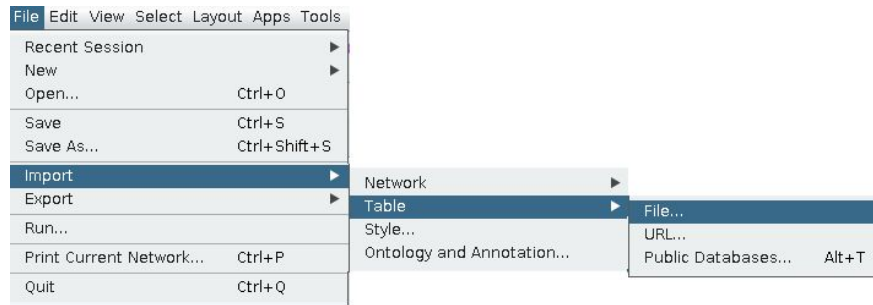 File Edit View Select Layout Apps Tools
Recent Session
New
Open... Ctrl+O
Save Ctrl+S
Save As... Ctrl+Shift+S
Import
Export
Run...
Print Current Network... Ctrl+P
Quit Ctrl+Q
Network
Table
Style...
Ontology and Annotation...
File...
URL...
Public Databases... Alt+T